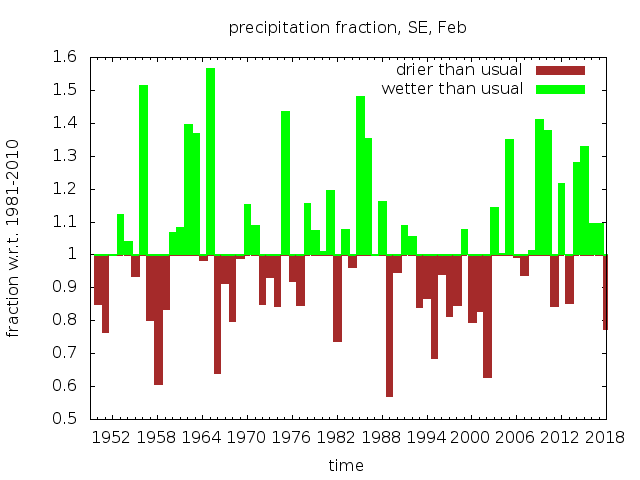 precipitation fraction, SE, Feb
drier than usual
wetter than usual
fraction w.r.t. 1981-2010
1.6
1.5
1.4
1.3
1.2
1.1
1
0.9
0.8
0.7
0.6
0.5
1952 1958 1964 1970 1976 1982 1988 1994 2000 2006 2012 2018
time